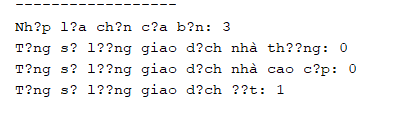 ------------------
Nh?p l?a ch?n c?a b?n: 3
T?ng s? l??ng giao d?ch nhà th??ng: 0
T?ng s? l??ng giao d?ch nhà cao c?p: 0
T?ng s? l??ng giao d?ch ??t: 1